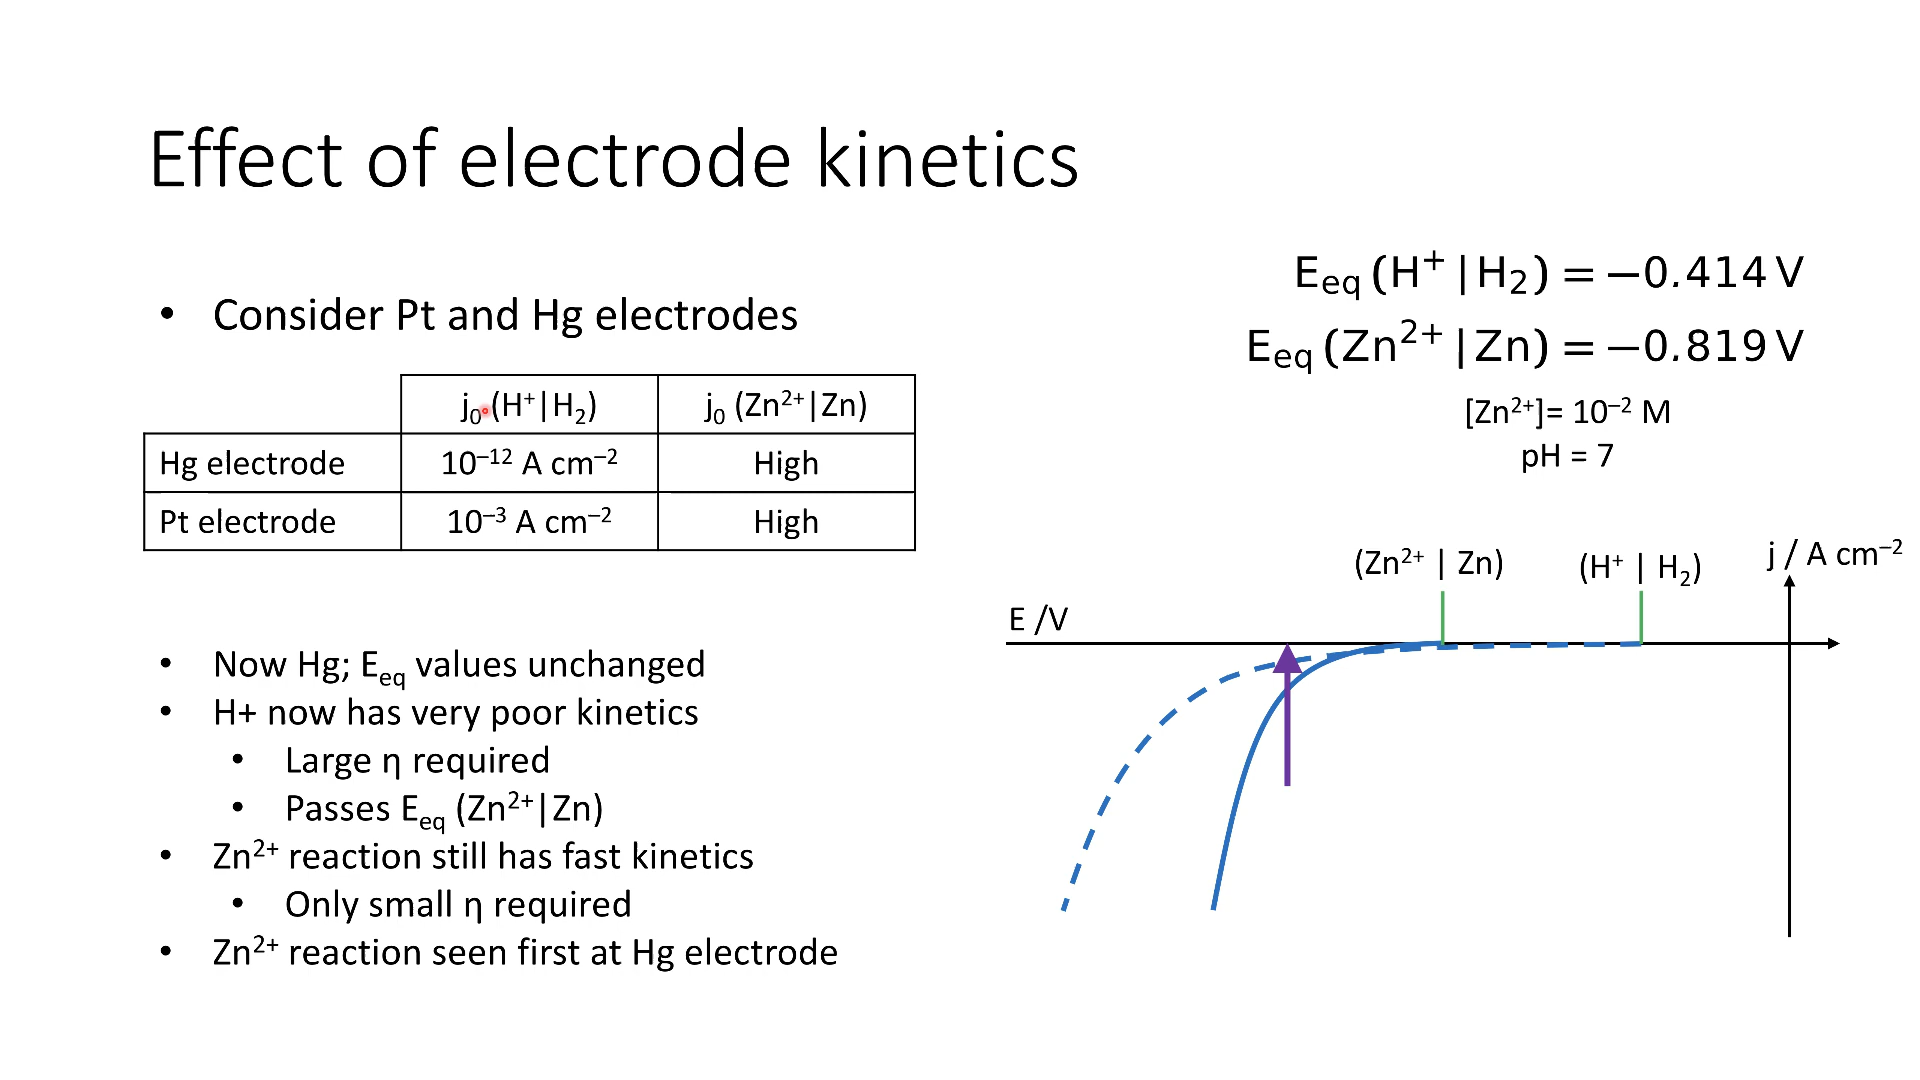 Effect of electrode kinetics
• Consider Pt and Hg electrodes
j₀ (H⁺|H₂) j₀ (Zn²⁺|Zn)
Hg electrode 10⁻¹² A cm⁻² High
Pt electrode 10⁻³ A cm⁻² High
• Now Hg; Eeq values unchanged
• H+ now has very poor kinetics
• Large η required
• Passes Eeq (Zn²⁺|Zn)
• Zn²⁺ reaction still has fast kinetics
• Only small η required
• Zn²⁺ reaction seen first at Hg electrode
Eeq (H⁺|H₂) = −0.414 V
Eeq (Zn²⁺|Zn) = −0.819 V
[Zn²⁺]= 10⁻² M
pH = 7
(Zn²⁺ | Zn) (H⁺ | H₂) j / A cm⁻²
E /V